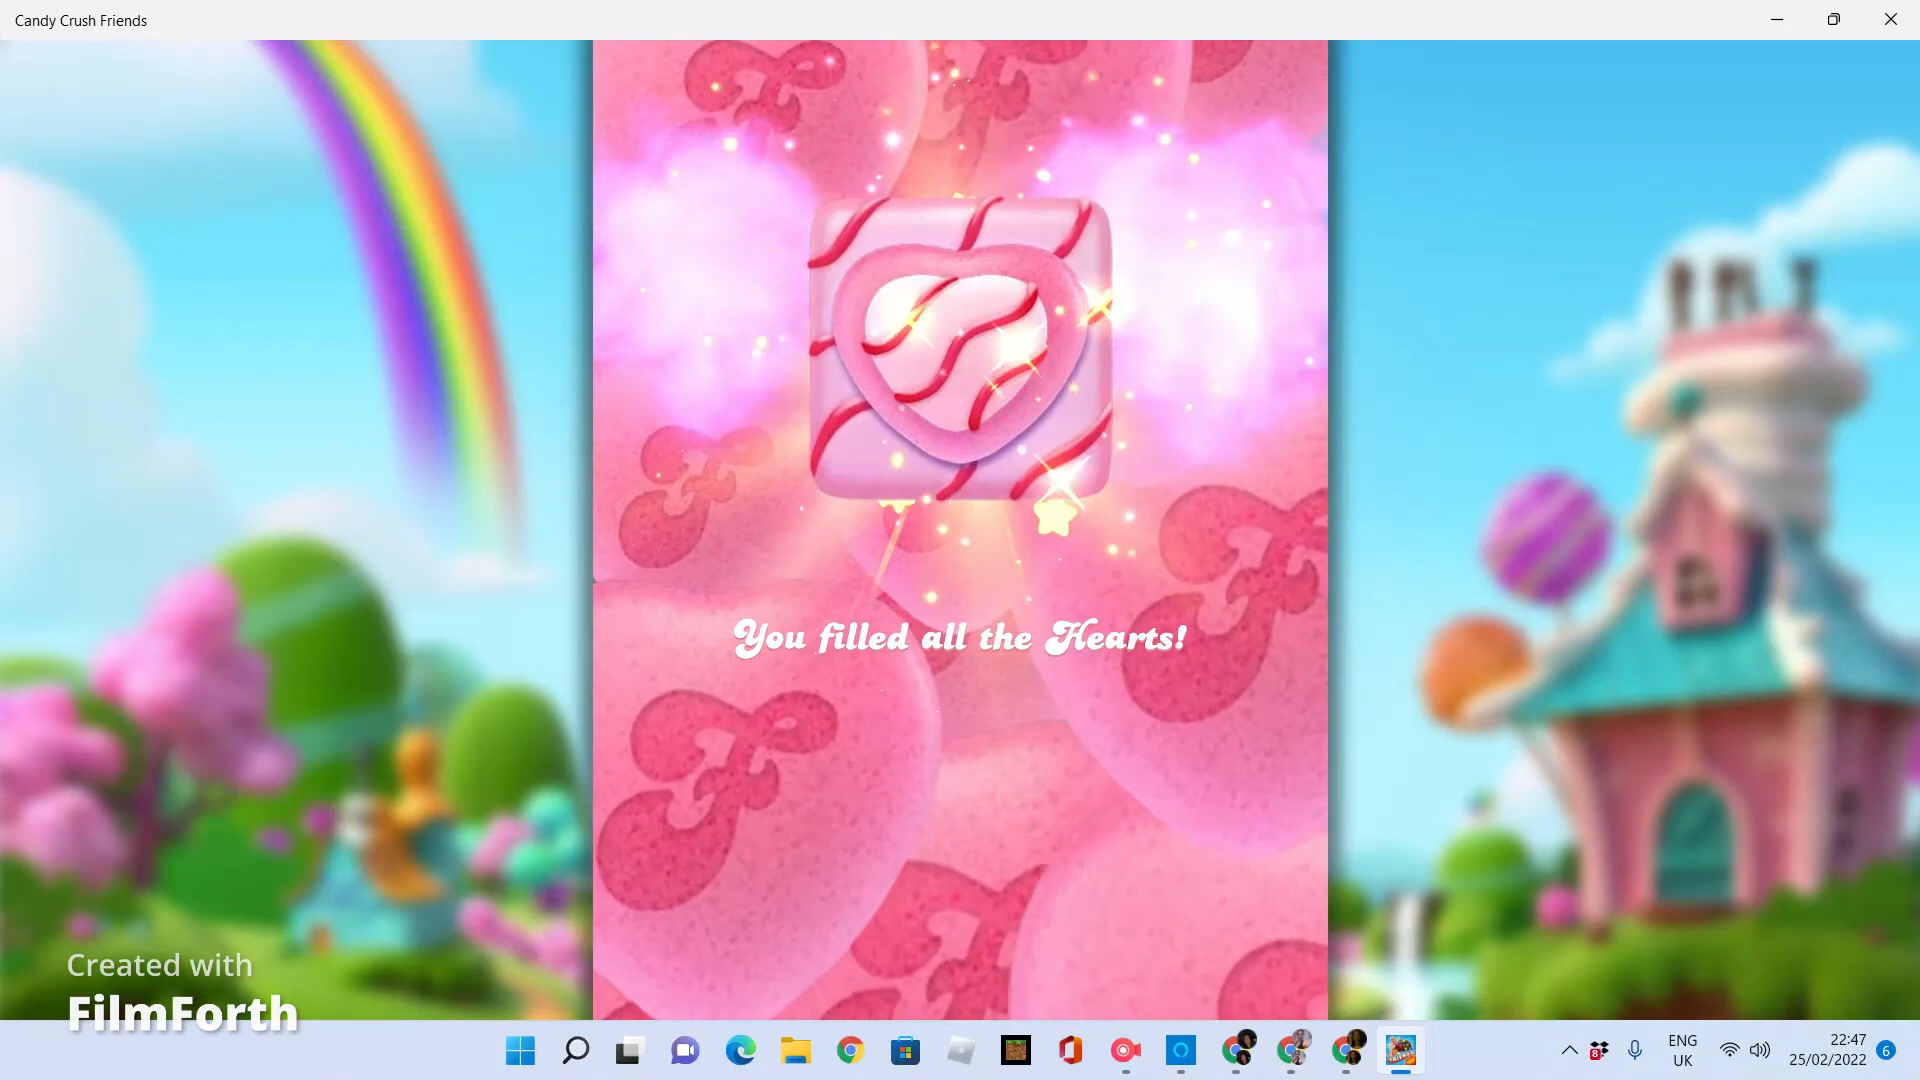 Candy Crush Friends
You filled all the Hearts!
Created with
FilmForth
8
ENG
UK
22:47
25/02/2022
6